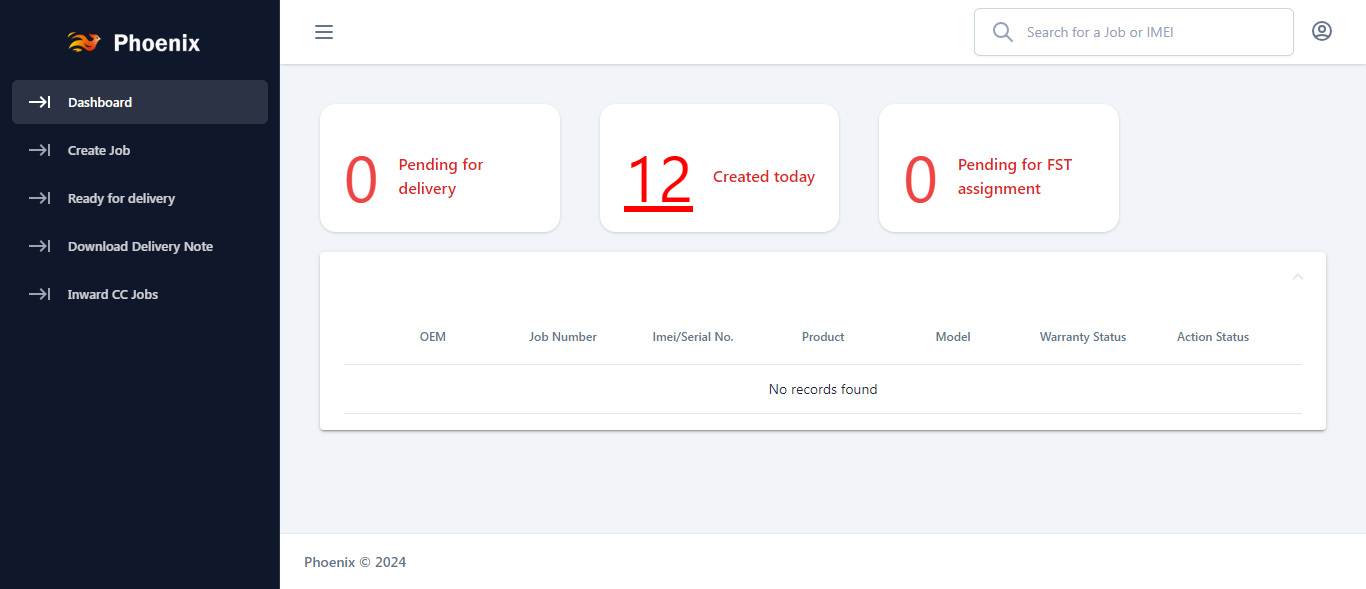 Phoenix
Dashboard
Create Job
Ready for delivery
Download Delivery Note
Inward CC Jobs
Search for a Job or IMEI
0 Pending for
delivery
12 Created today
0 Pending for FST
assignment
OEM Job Number Imei/Serial No. Product Model Warranty Status Action Status
No records found
Phoenix © 2024